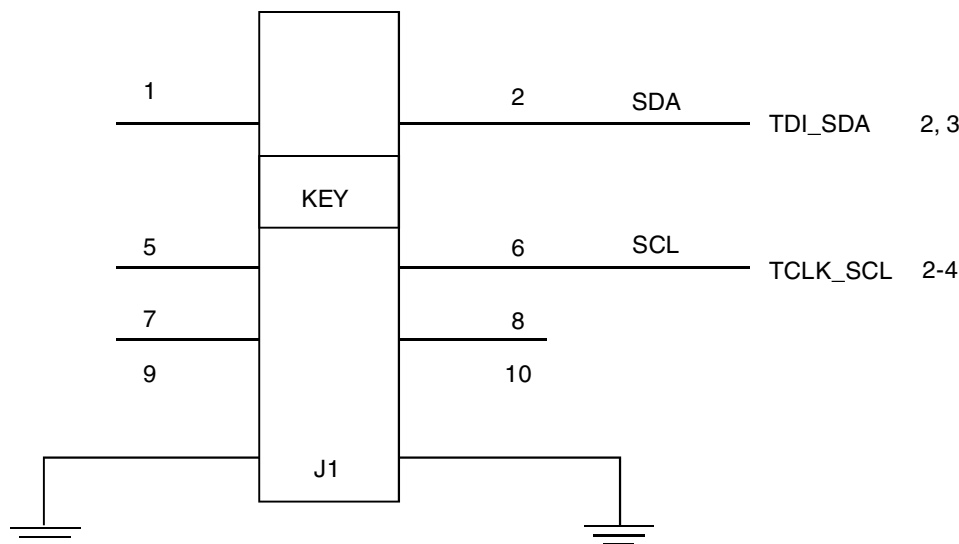 1 2 SDA
TDI_SDA 2, 3
KEY
5 6 SCL
TCLK_SCL 2-4
7 8
9 10
J1